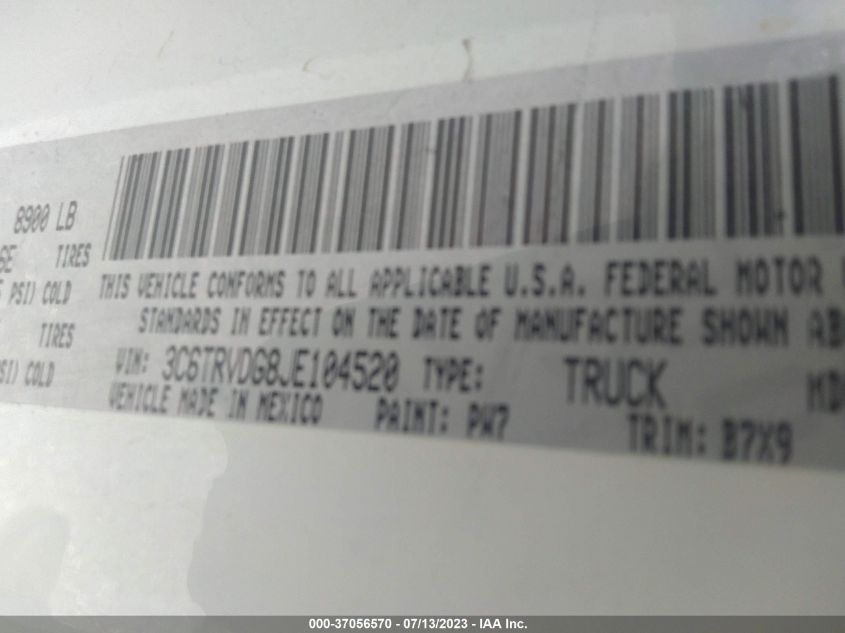 8900 LB
TIRES
PSI) COLD
TIRES
PSI) COLD
THIS VEHICLE CONFORMS TO ALL APPLICABLE U.S.A. FEDERAL MOTOR
STANDARDS IN EFFECT ON THE DATE OF MANUFACTURE SHOWN AB
VIN: 3C6TRVDG8JE104520 TYPE: TRUCK
VEHICLE MADE IN MEXICO PAINT: PW7 TRIM: B7X9
000-37056570 - 07/13/2023 - IAA Inc.